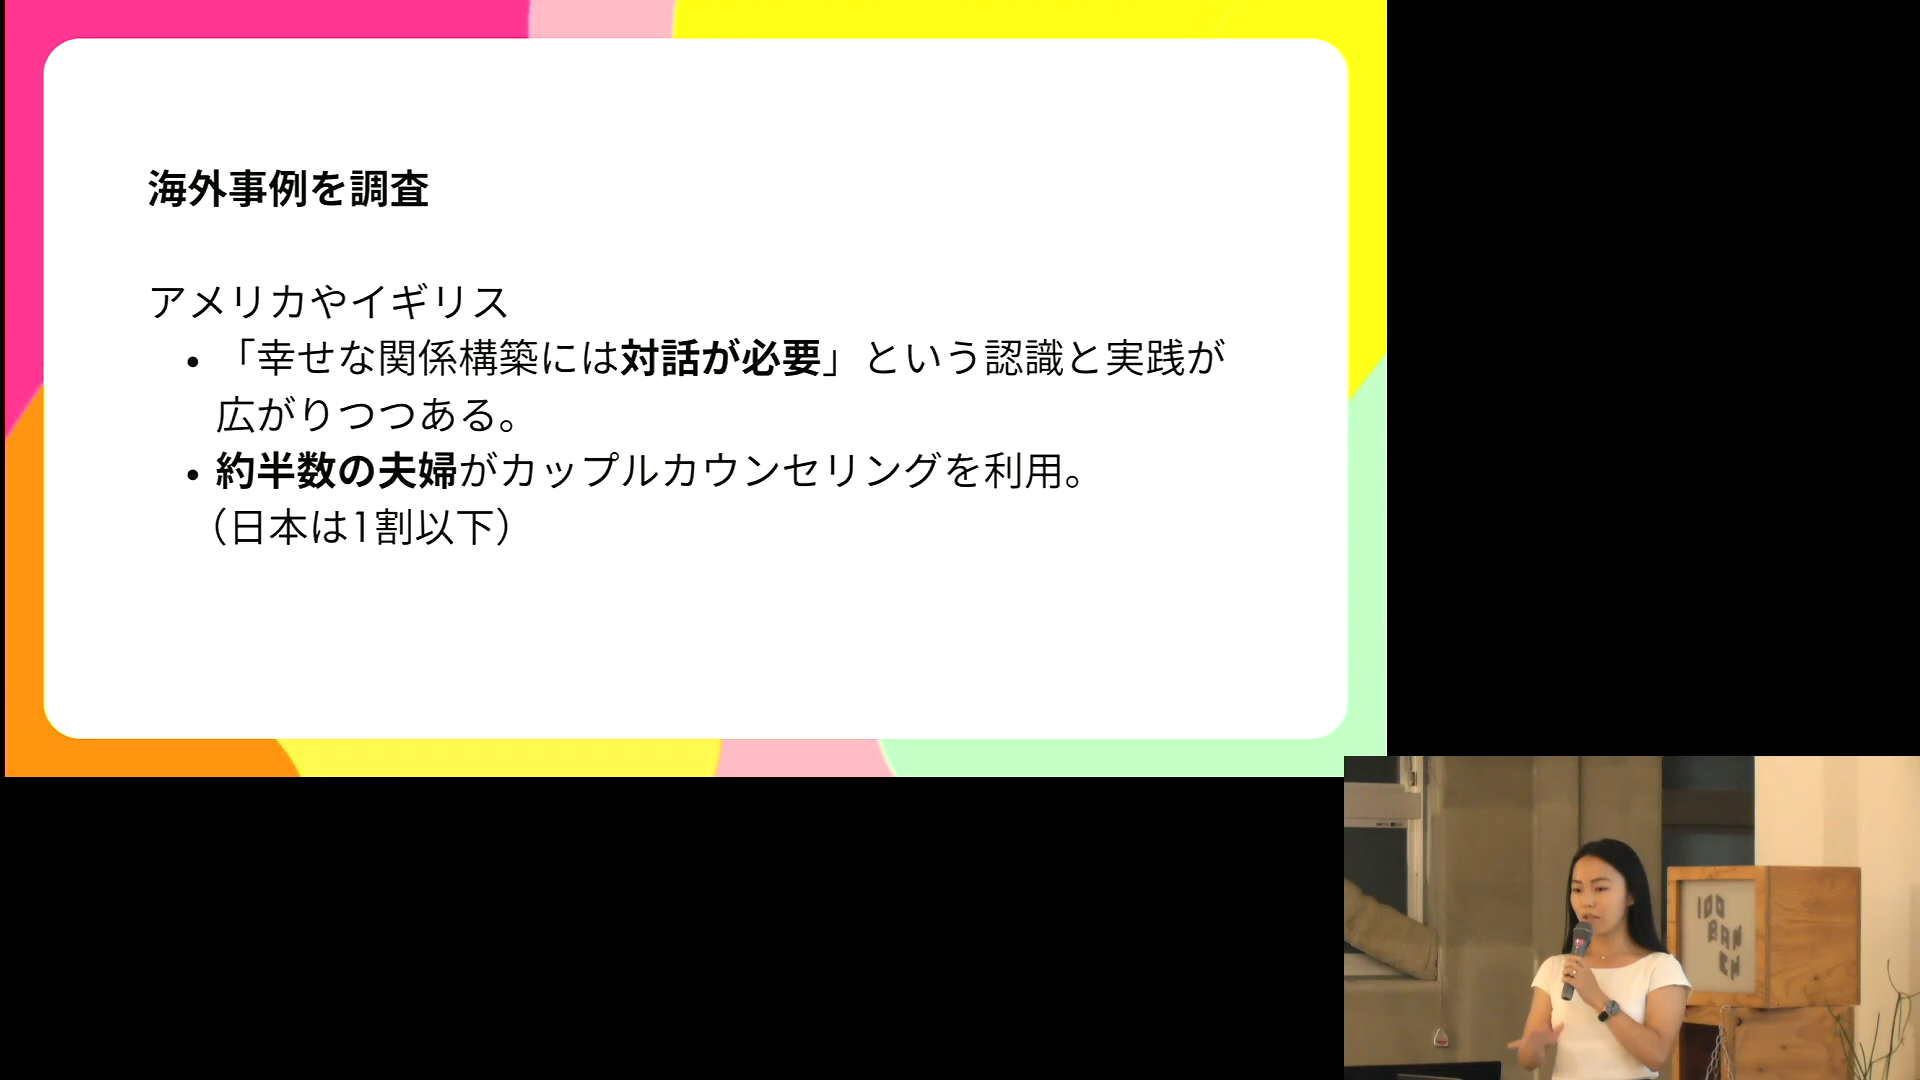 海外事例を調査
アメリカやイギリス
• 「幸せな関係構築には対話が必要」という認識と実践が
広がりつつある。
• 約半数の夫婦がカップルカウンセリングを利用。
（日本は1割以下）
100
BAN
CH